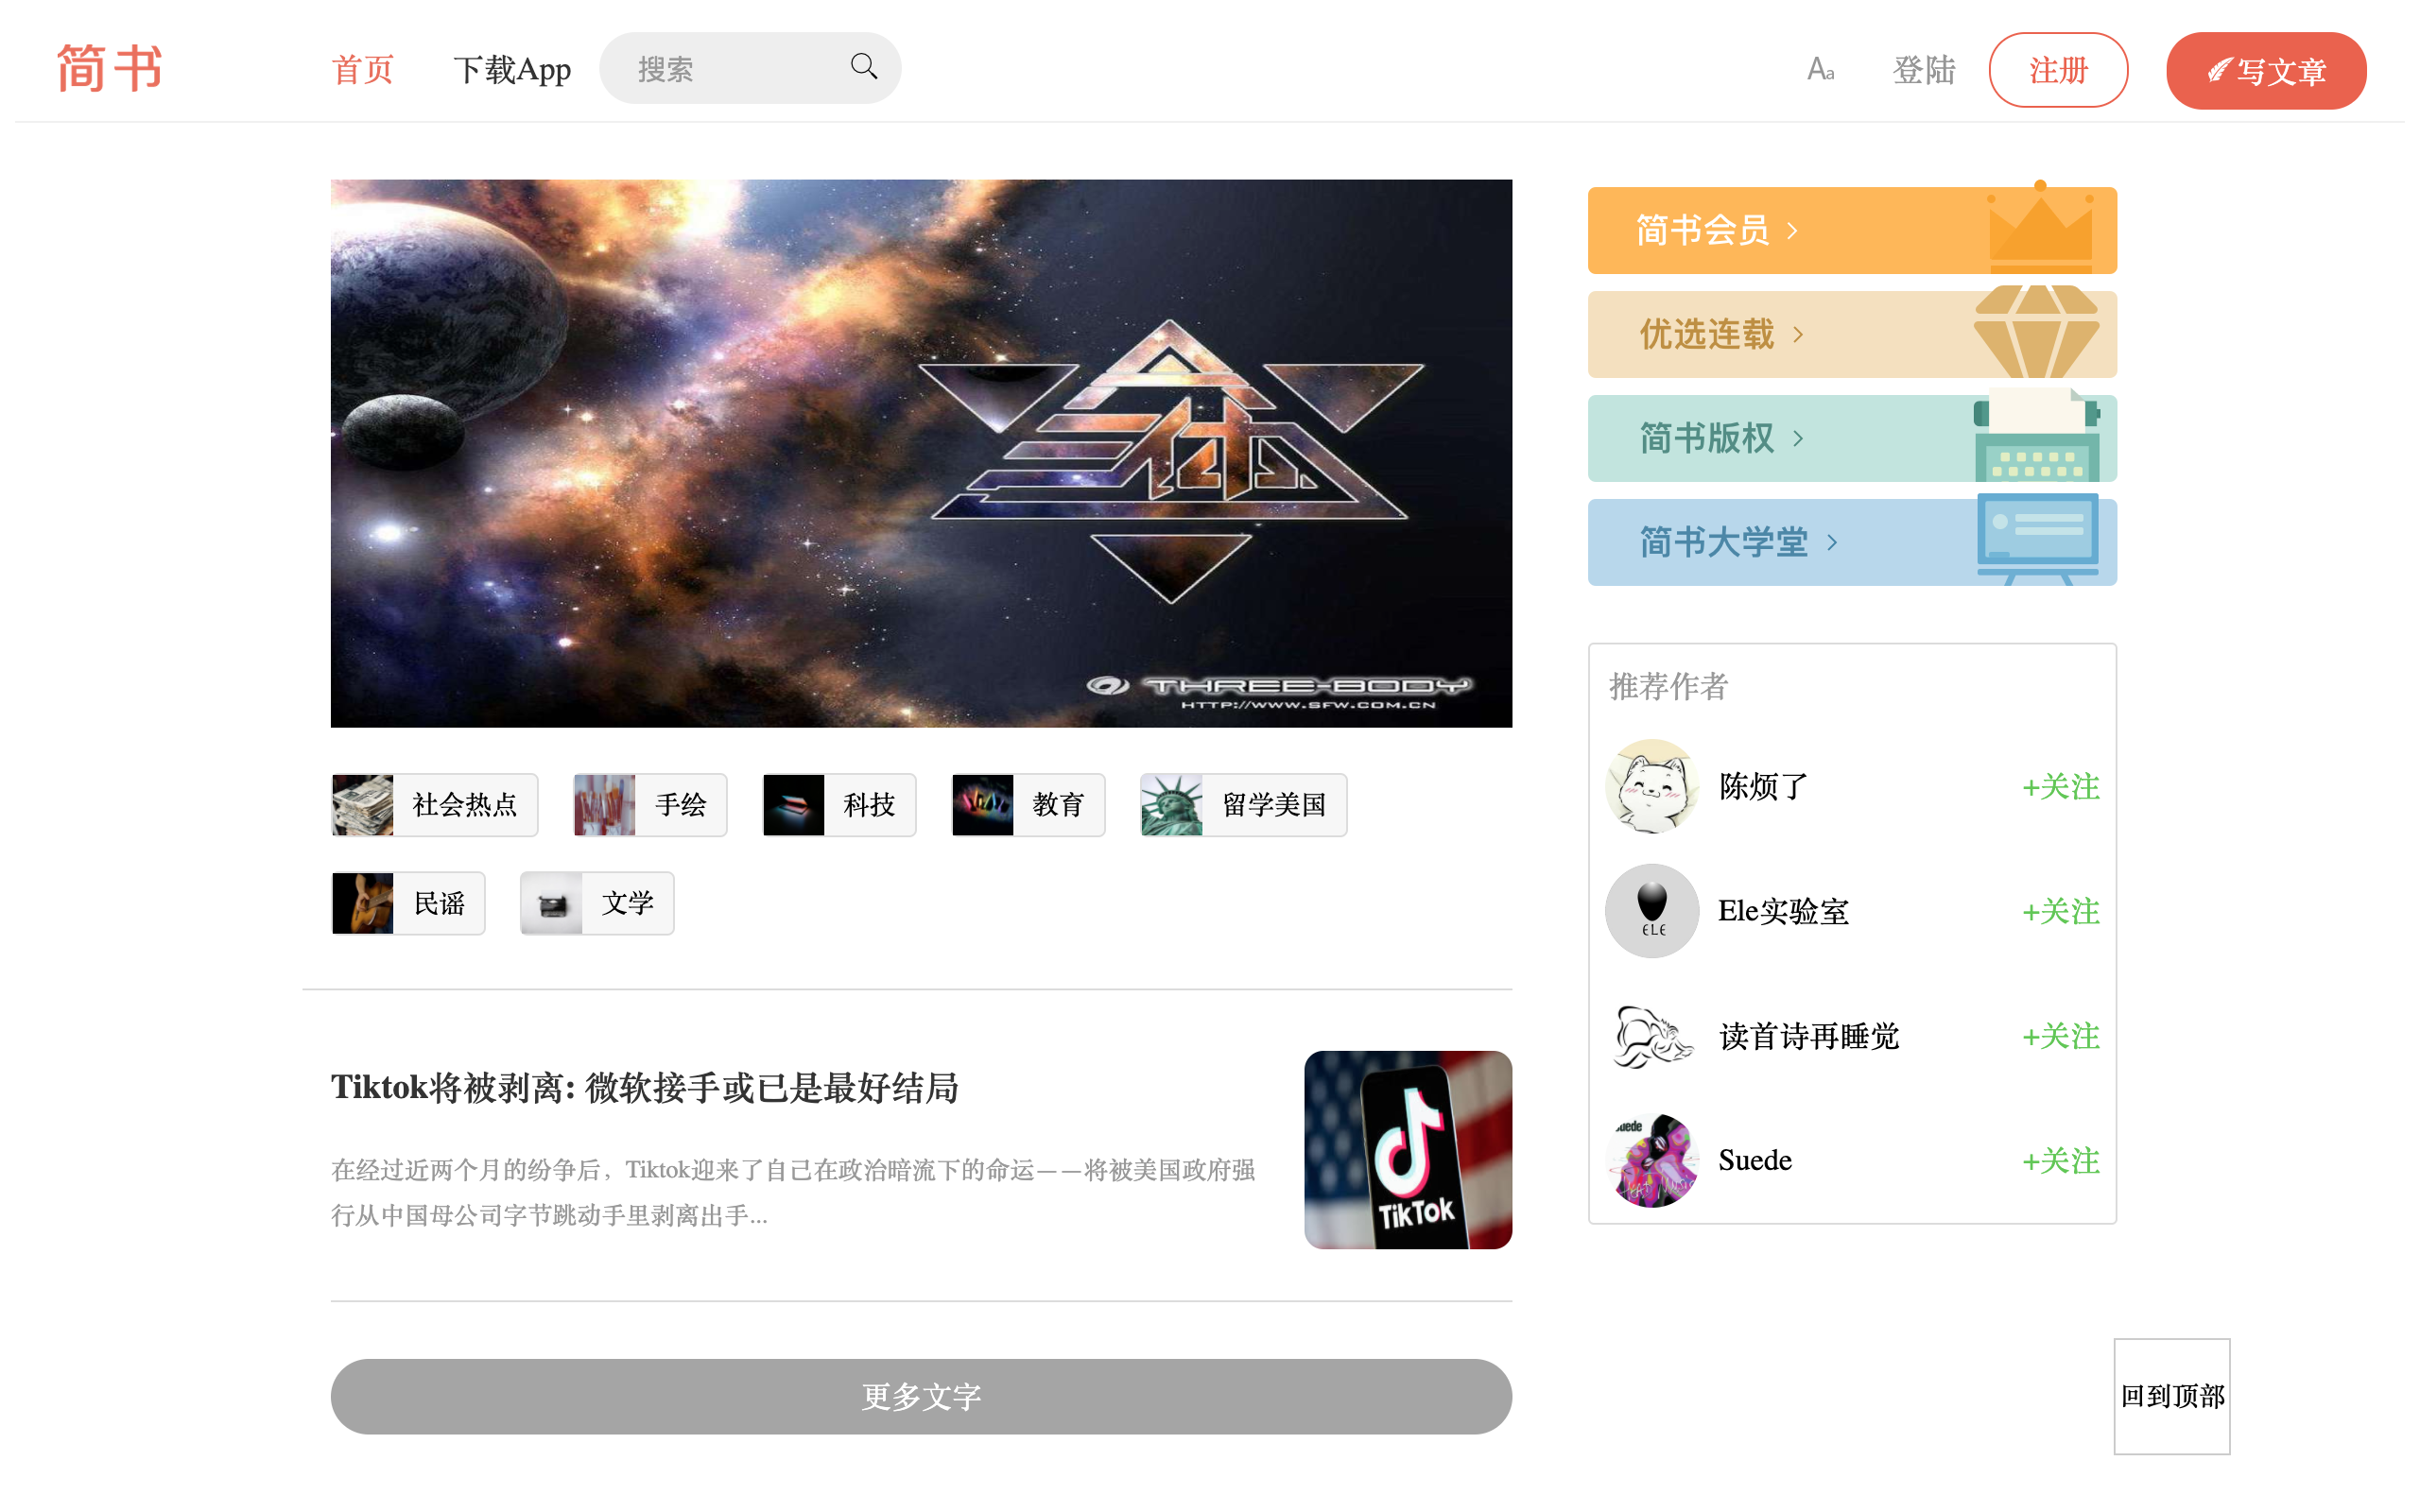 简书
首页
下载App
搜索
Aa
登陆
注册
写文章
THREE-BODY
HTTP://WWW.SFW.COM.CN
简书会员
优选连载
简书版权
简书大学堂
社会热点
手绘
科技
教育
留学美国
民谣
文学
推荐作者
陈烦了
+关注
ELE
Ele实验室
+关注
读首诗再睡觉
+关注
uede
Suede
+关注
Tiktok将被剥离: 微软接手或已是最好结局
在经过近两个月的纷争后，Tiktok迎来了自己在政治暗流下的命运——将被美国政府强
行从中国母公司字节跳动手里剥离出手...
TikTok
更多文字
回到顶部